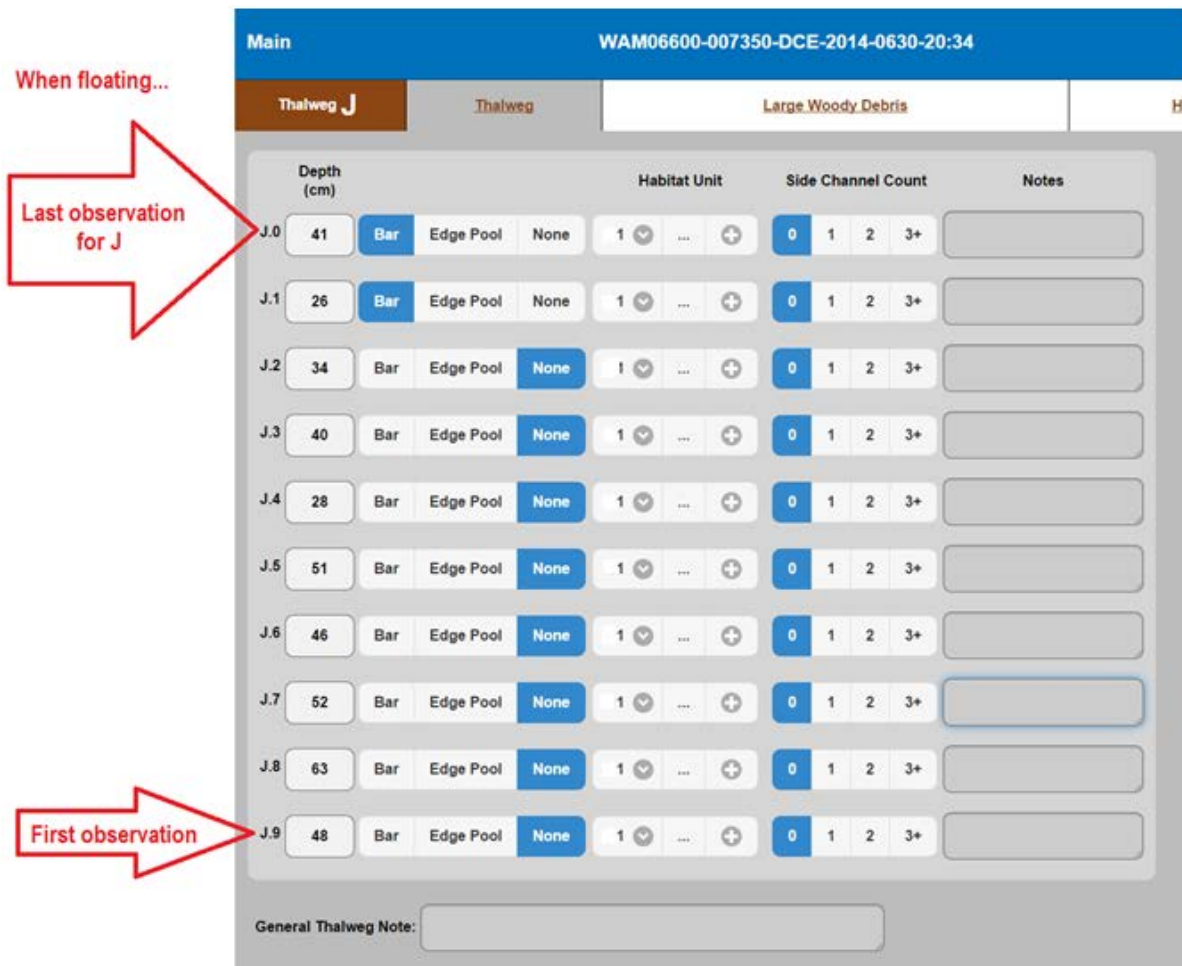 Main WAM06600-007350-DCE-2014-0630-20:34
When floating...
Thalweg J Thalweg Large Woody Debris H
Depth
(cm) Habitat Unit Side Channel Count Notes
Last observation
for J
J.0 41 Bar Edge Pool None 1 ... 0 1 2 3+
J.1 26 Bar Edge Pool None 1 ... 0 1 2 3+
J.2 34 Bar Edge Pool None 1 ... 0 1 2 3+
J.3 40 Bar Edge Pool None 1 ... 0 1 2 3+
J.4 28 Bar Edge Pool None 1 ... 0 1 2 3+
J.5 51 Bar Edge Pool None 1 ... 0 1 2 3+
J.6 46 Bar Edge Pool None 1 ... 0 1 2 3+
J.7 52 Bar Edge Pool None 1 ... 0 1 2 3+
J.8 63 Bar Edge Pool None 1 ... 0 1 2 3+
First observation
J.9 48 Bar Edge Pool None 1 ... 0 1 2 3+
General Thalweg Note: